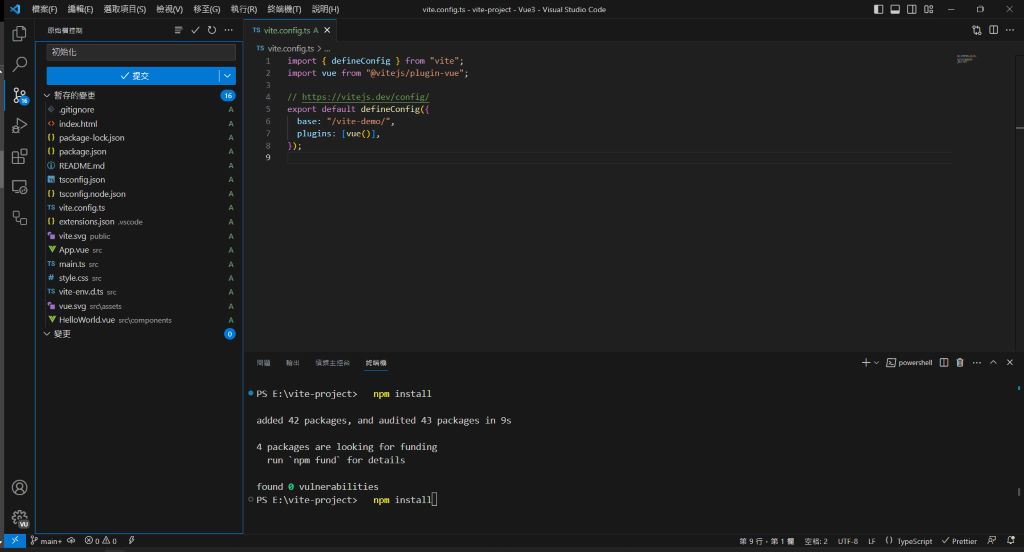 檔案(F) 編輯(E) 選取項目(S) 檢視(V) 移至(G) 執行(R) 終端機(T) 說明(H) vite.config.ts - vite-project - Vue3 - Visual Studio Code
原始檔控制
初始化
提交
暫存的變更 16
.gitignore A
index.html A
package-lock.json A
package.json A
README.md A
tsconfig.json A
tsconfig.node.json A
TS vite.config.ts A
extensions.json .vscode A
vite.svg public A
App.vue src A
TS main.ts src A
# style.css src A
TS vite-env.d.ts src A
vue.svg src\assets A
HelloWorld.vue src\components A
變更 0
16
TS vite.config.ts A
TS vite.config.ts > ...
1 import { defineConfig } from "vite";
2 import vue from "@vitejs/plugin-vue";
3
4 // https://vitejs.dev/config/
5 export default defineConfig({
6 base: "/vite-demo/",
7 plugins: [vue()],
8 });
9
問題 輸出 偵錯主控台 終端機 powershell
PS E:\vite-project> npm install
added 42 packages, and audited 43 packages in 9s
4 packages are looking for funding
run `npm fund` for details
found 0 vulnerabilities
PS E:\vite-project> npm install
VU
main+ 0 0 第 9 行，第 1 欄 空格: 2 UTF-8 LF { } TypeScript Prettier